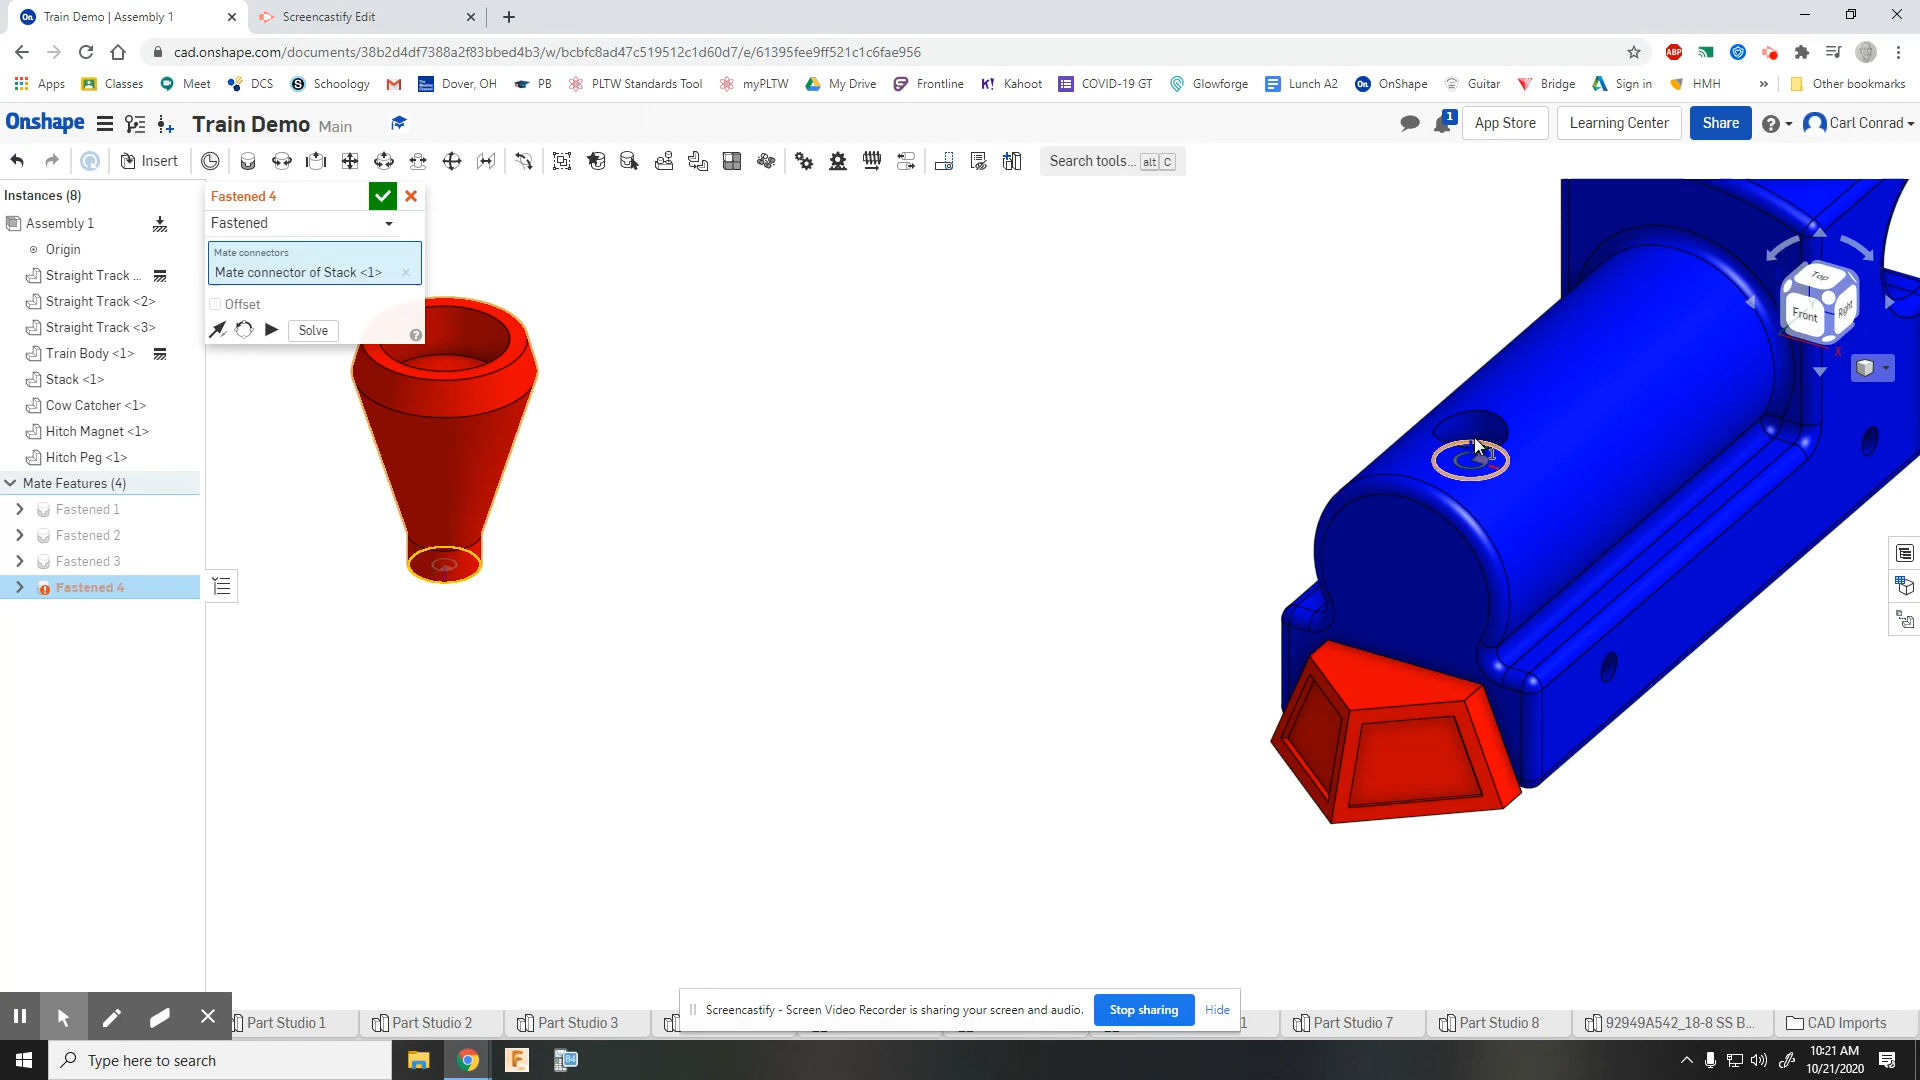 Train Demo | Assembly 1
Screencastify Edit
cad.onshape.com/documents/38b2d4df7388a2f83bbed4b3/w/bcbfc8ad47c519512c1d60d7/e/61395fee9ff521c1c6fae956
Apps Classes Meet DCS Schoology Dover, OH PB PLTW Standards Tool myPLTW My Drive Frontline Kahoot COVID-19 GT Glowforge Lunch A2 OnShape Guitar Bridge Sign in HMH » Other bookmarks
Onshape Train Demo Main 1 App Store Learning Center Share Carl Conrad
Insert Search tools... alt C
Instances (8)
Assembly 1
Origin
Straight Track ...
Straight Track <2>
Straight Track <3>
Train Body <1>
Stack <1>
Cow Catcher <1>
Hitch Magnet <1>
Hitch Peg <1>
Mate Features (4)
Fastened 1
Fastened 2
Fastened 3
Fastened 4
Fastened 4
Fastened
Mate connectors
Mate connector of Stack <1>
Offset
Solve
Top
Front
Right
X
1
Screencastify - Screen Video Recorder is sharing your screen and audio. Stop sharing Hide
Part Studio 1 Part Studio 2 Part Studio 3 1 Part Studio 7 Part Studio 8 92949A542_18-8 SS B... CAD Imports
Type here to search
10:21 AM
10/21/2020